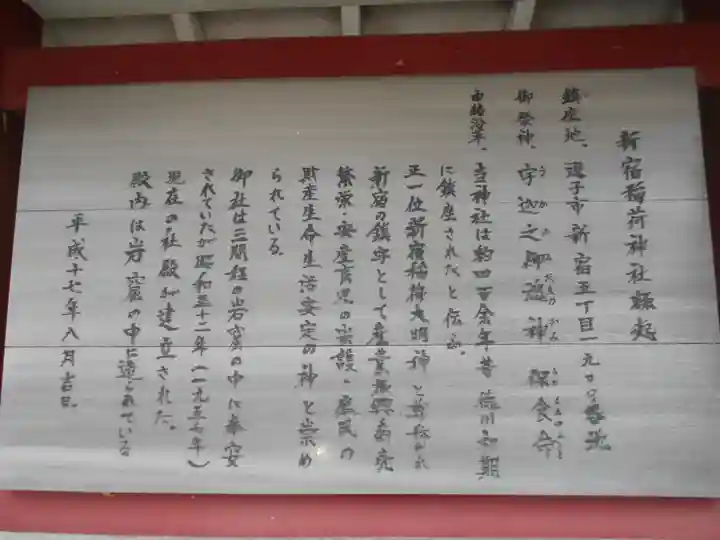 新宿稲荷神社縁起
鎮座地、逗子市新宿五丁目一九
御祭神、宇迦之御魂神 保食命
由緒沿革、当神社は約四百余年昔 徳川初期
に鎮座されたと伝ふ。
正一位新宿稲荷大明神と尊称され
新宿の鎮守として産業振興商売
繁栄・安産育児の守護・庶民の
財産生命生活安定の神と崇め
られている。
御社は三間程の岩窟の中に奉安
されていたが昭和三十二年(一九五七年)
現在の社殿が建立された。
殿内は岩窟の中に造られている
平成十七年八月吉日